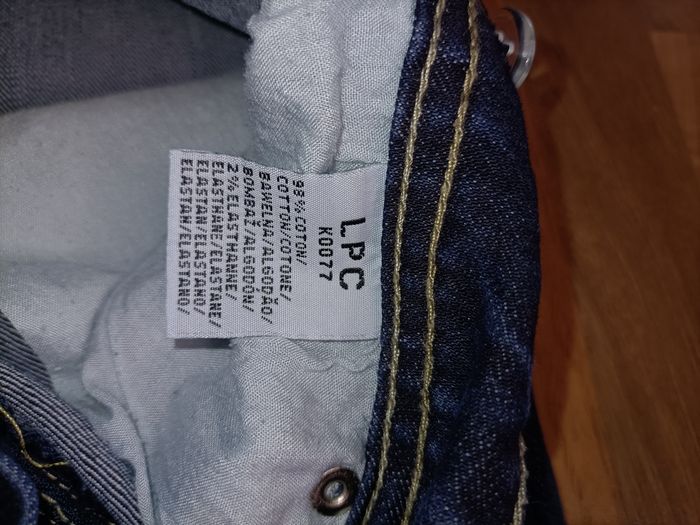 LPC
K0077
98% COTON/
COTTON/COTONE/
BAWELNA/ALGODÃO/
BOMBAŽ/ALGODON/
2% ELASTHANNE/
ELASTHANE/ELASTANE/
ELASTAN/ELASTANO/
ELASTAN/ELASTANO/